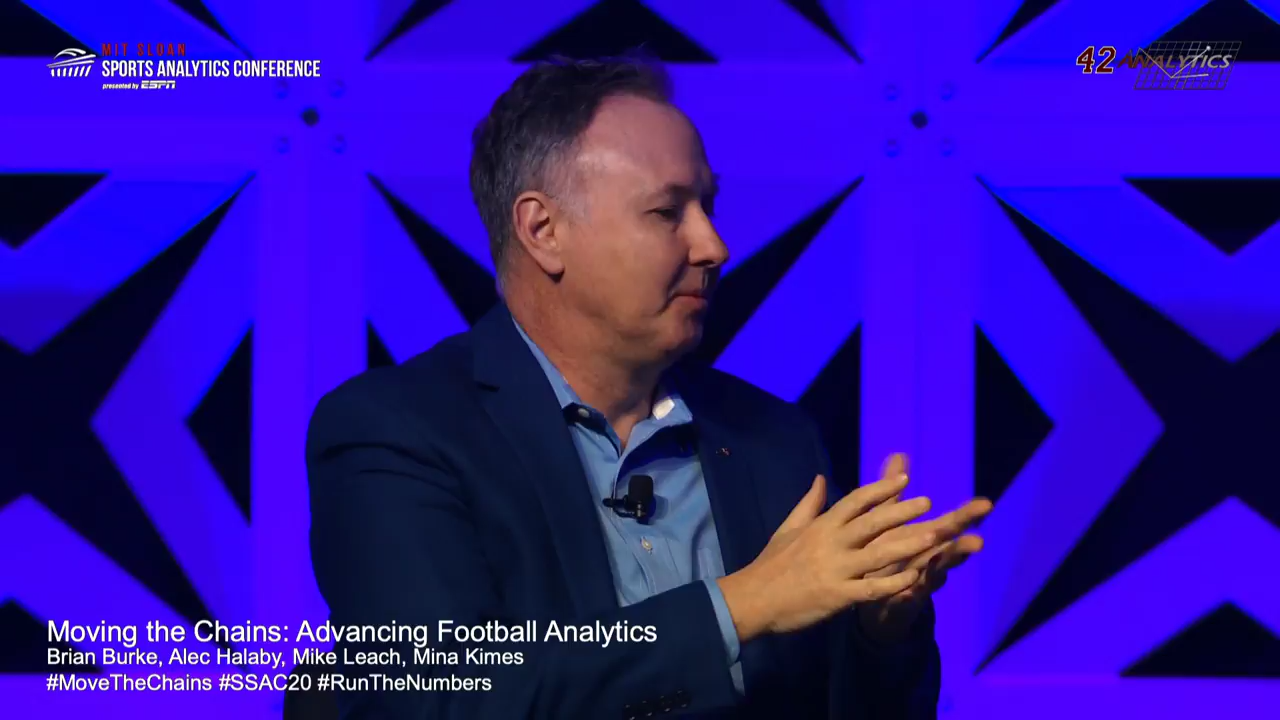 MIT SLOAN
SPORTS ANALYTICS CONFERENCE
presented by ESPN
42 ANALYTICS
Moving the Chains: Advancing Football Analytics
Brian Burke, Alec Halaby, Mike Leach, Mina Kimes
#MoveTheChains #SSAC20 #RunTheNumbers